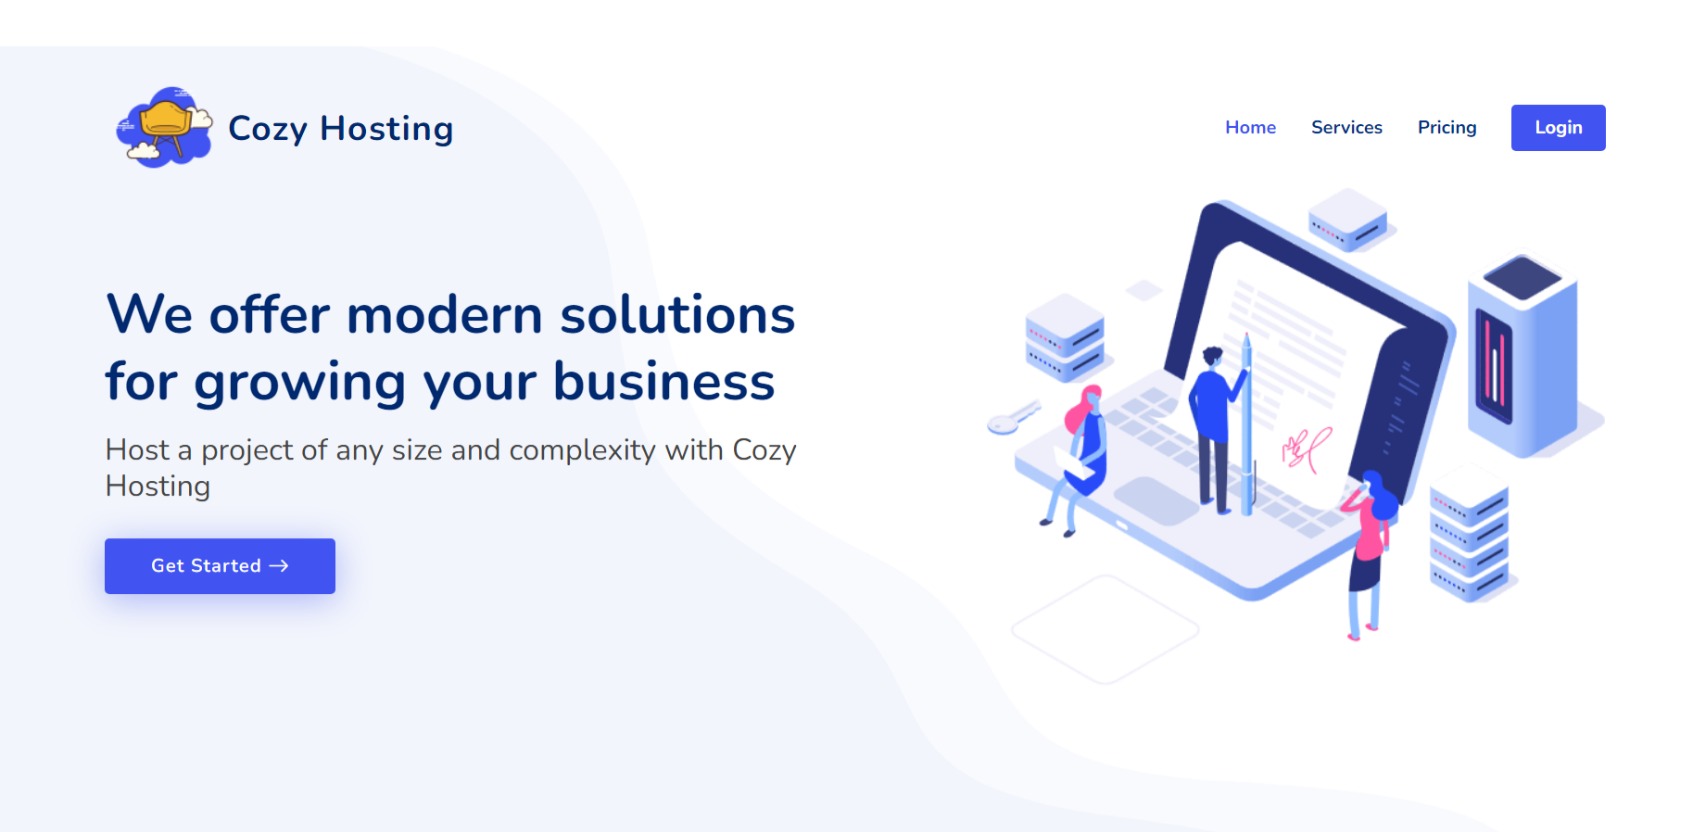 Cozy Hosting
Home Services Pricing Login
We offer modern solutions
for growing your business
Host a project of any size and complexity with Cozy
Hosting
Get Started →